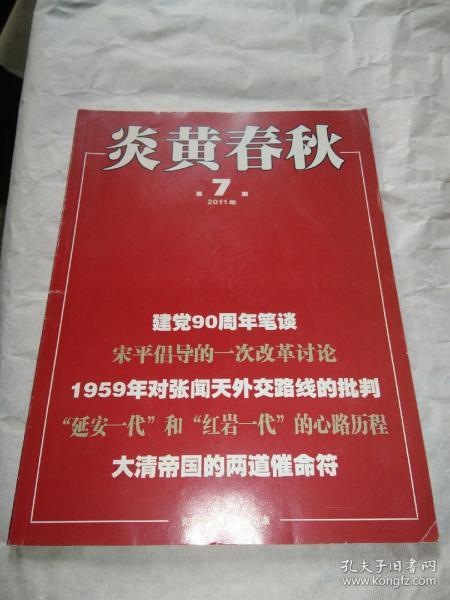 炎黄春秋
第7期
2011年
建党90周年笔谈
宋平倡导的一次改革讨论
1959年对张闻天外交路线的批判
“延安一代”和“红岩一代”的心路历程
大清帝国的两道催命符
孔夫子旧书网
www.kongfz.com